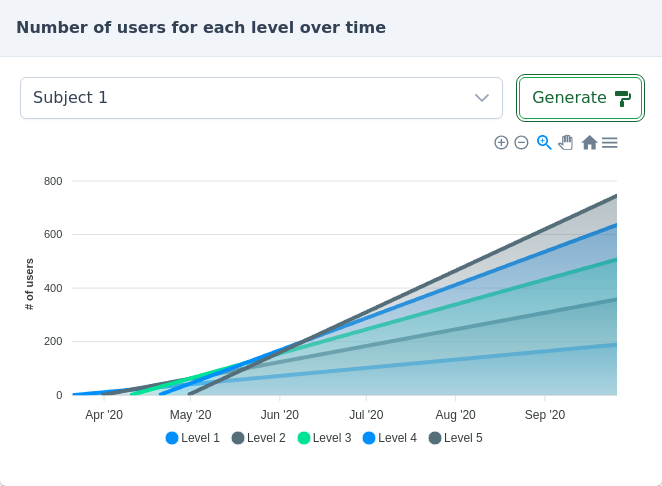 Number of users for each level over time
Subject 1
Generate
800
600
400
200
0
# of users
Apr '20 May '20 Jun '20 Jul '20 Aug '20 Sep '20
Level 1 Level 2 Level 3 Level 4 Level 5